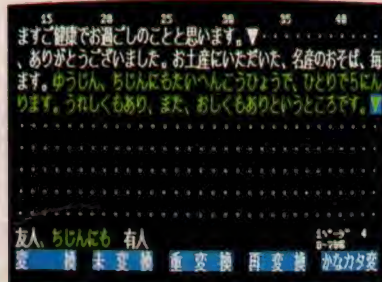 15 20 25 30 35 40
ますご健康でお過ごしのことと思います。▼
、ありがとうございました。お土産にいただいた、名産のおそば、毎
ます。ゆうじん、ちじんにもたいへんごうひょうで、ひとりで5にん
ります。うれしくもあり、また、おしくもありというところです。▼
友人、ちじんにも 有人
変換 未変換 重変換 再変換 かなカタ変